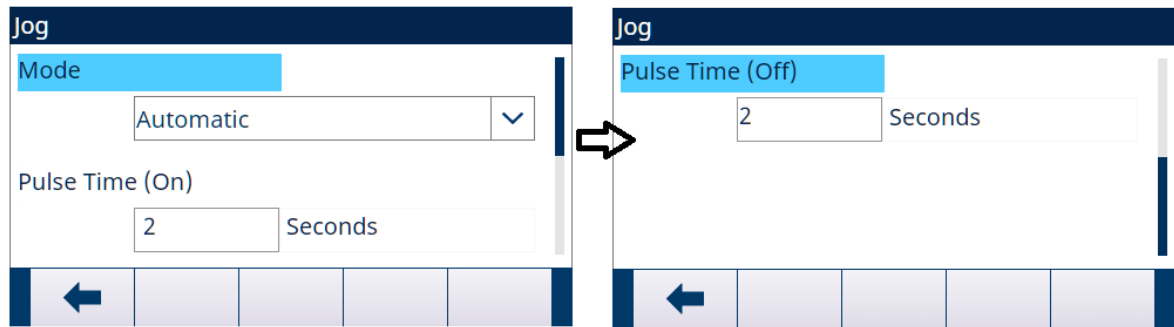 Jog
Mode
Automatic
Pulse Time (On)
2 Seconds
Jog
Pulse Time (Off)
2 Seconds